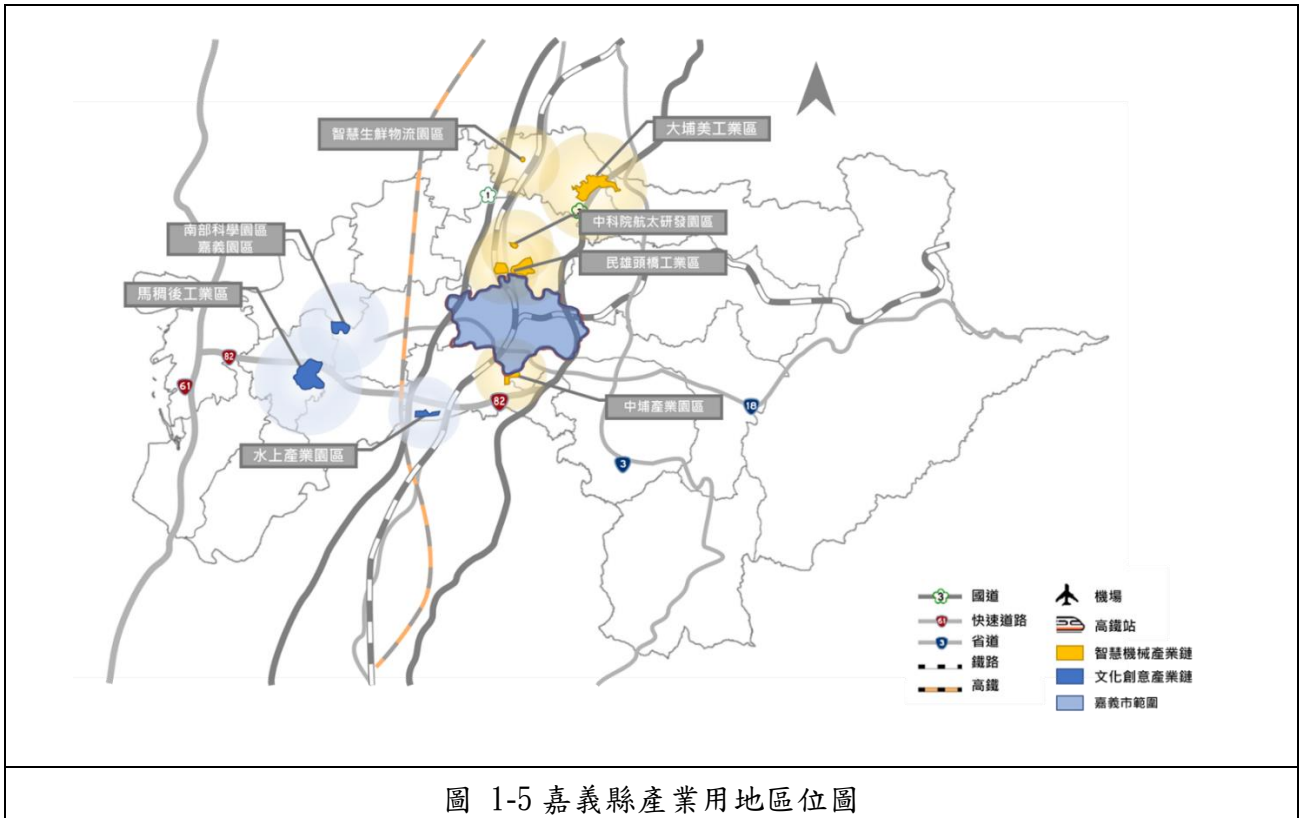 智慧生鮮物流園區
大埔美工業區
1
3
中科院航太研發園區
南部科學園區
嘉義園區
民雄頭橋工業區
馬稠後工業區
82
61
82
18
中埔產業園區
水上產業園區
3
3 國道
61 快速道路
3 省道
鐵路
高鐵
機場
高鐵站
智慧機械產業鏈
文化創意產業鏈
嘉義市範圍
圖 1-5 嘉義縣產業用地區位圖